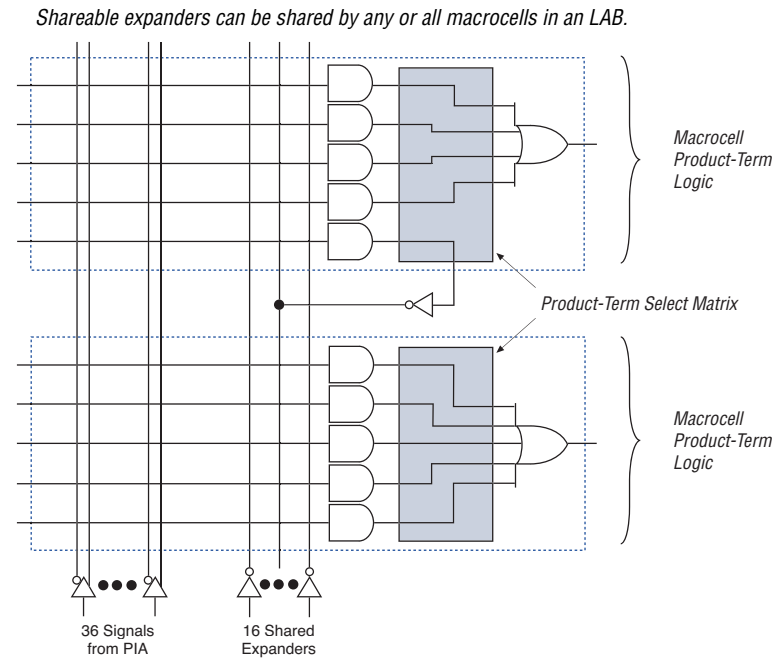 Shareable expanders can be shared by any or all macrocells in an LAB.
Macrocell
Product-Term
Logic
Product-Term Select Matrix
Macrocell
Product-Term
Logic
36 Signals
from PIA
16 Shared
Expanders